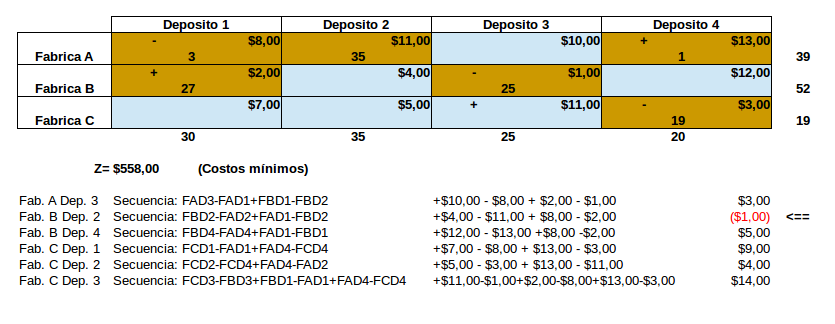 Deposito 1 Deposito 2 Deposito 3 Deposito 4
- $8,00 $11,00 $10,00 + $13,00
Fabrica A 3 35 1 39
+ $2,00 $4,00 - $1,00 $12,00
Fabrica B 27 25 52
$7,00 $5,00 + $11,00 - $3,00
Fabrica C 19 19
30 35 25 20
Z= $558,00 (Costos mínimos)
Fab. A Dep. 3 Secuencia: FAD3-FAD1+FBD1-FBD2 +$10,00 - $8,00 + $2,00 - $1,00 $3,00
Fab. B Dep. 2 Secuencia: FBD2-FAD2+FAD1-FBD2 +$4,00 - $11,00 + $8,00 - $2,00 ($1,00) <==
Fab. B Dep. 4 Secuencia: FBD4-FAD4+FAD1-FBD1 +$12,00 - $13,00 +$8,00 -$2,00 $5,00
Fab. C Dep. 1 Secuencia: FCD1-FAD1+FAD4-FCD4 +$7,00 - $8,00 + $13,00 - $3,00 $9,00
Fab. C Dep. 2 Secuencia: FCD2-FCD4+FAD4-FAD2 +$5,00 - $3,00 + $13,00 - $11,00 $4,00
Fab. C Dep. 3 Secuencia: FCD3-FBD3+FBD1-FAD1+FAD4-FCD4 +$11,00-$1,00+$2,00-$8,00+$13,00-$3,00 $14,00